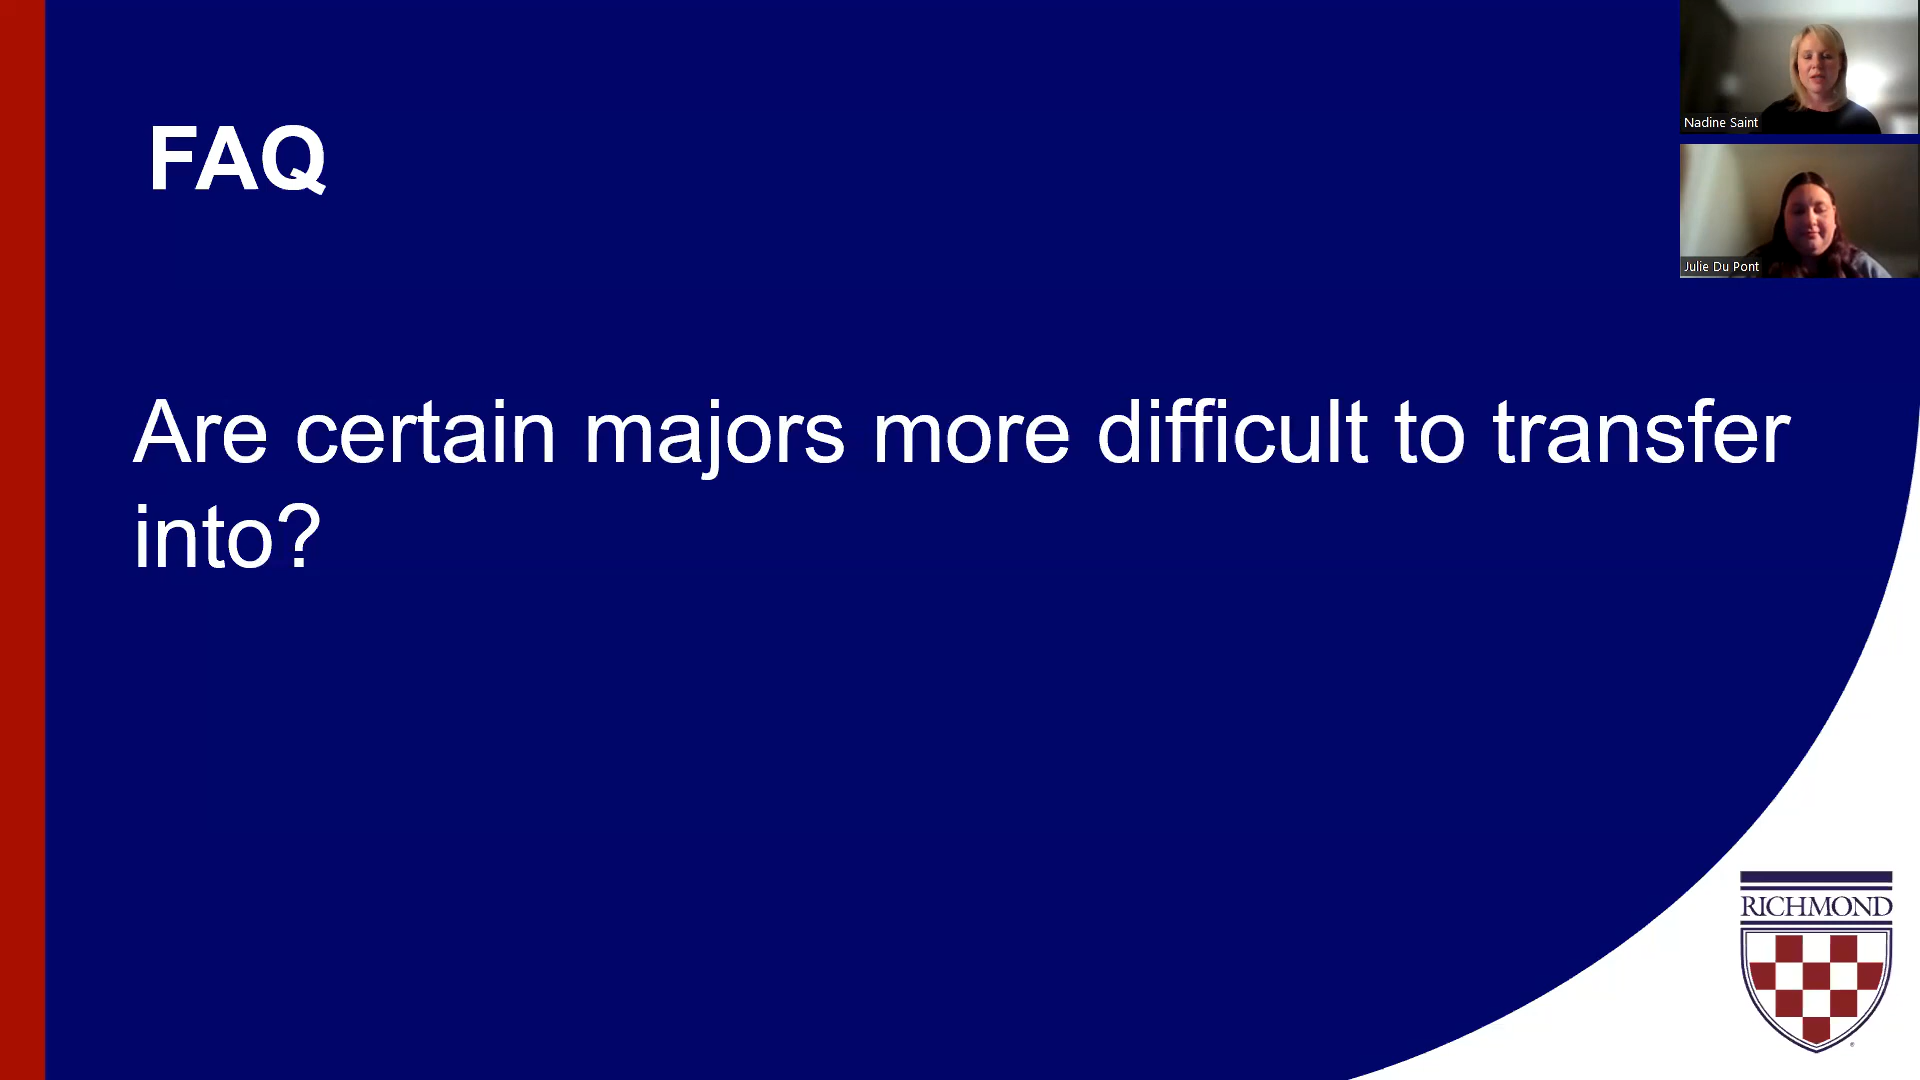 FAQ
Are certain majors more difficult to transfer
into?
Nadine Saint
Julie Du Pont
RICHMOND